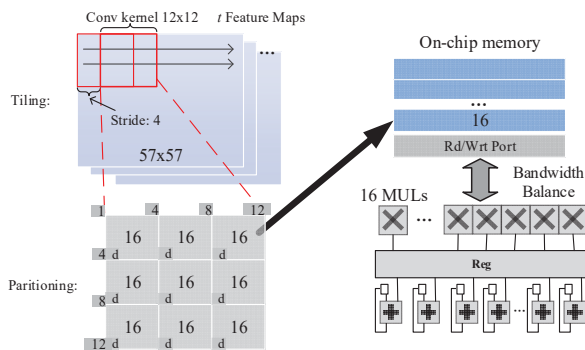 Conv kernel 12x12 t Feature Maps
...
Tiling:
Stride: 4
57x57
1 4 8 12
16 16 16
4 d d d
Paritioning:
16 16 16
8 d d d
16 16 16
12 d d d
On-chip memory
...
16
Rd/Wrt Port
Bandwidth
Balance
16 MULs
...
Reg
...